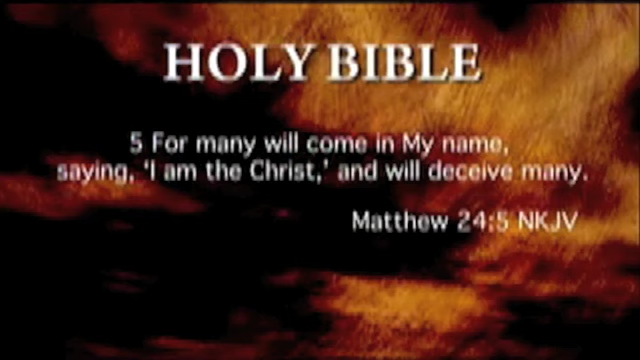 HOLY BIBLE
5 For many will come in My name,
saying, ‘I am the Christ,’ and will deceive many.
Matthew 24:5 NKJV